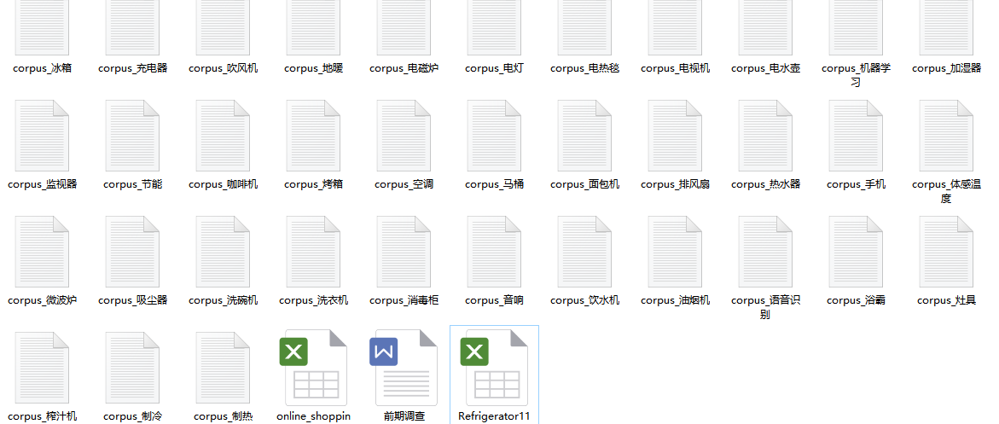 corpus_冰箱
corpus_充电器
corpus_吹风机
corpus_地暖
corpus_电磁炉
corpus_电灯
corpus_电热毯
corpus_电视机
corpus_电水壶
corpus_机器学
习
corpus_加湿器
corpus_监视器
corpus_节能
corpus_咖啡机
corpus_烤箱
corpus_空调
corpus_马桶
corpus_面包机
corpus_排风扇
corpus_热水器
corpus_手机
corpus_体感温
度
corpus_微波炉
corpus_吸尘器
corpus_洗碗机
corpus_洗衣机
corpus_消毒柜
corpus_音响
corpus_饮水机
corpus_油烟机
corpus_语音识
别
corpus_浴霸
corpus_灶具
corpus_榨汁机
corpus_制冷
corpus_制热
X
online_shoppin
W
前期调查
X
Refrigerator11